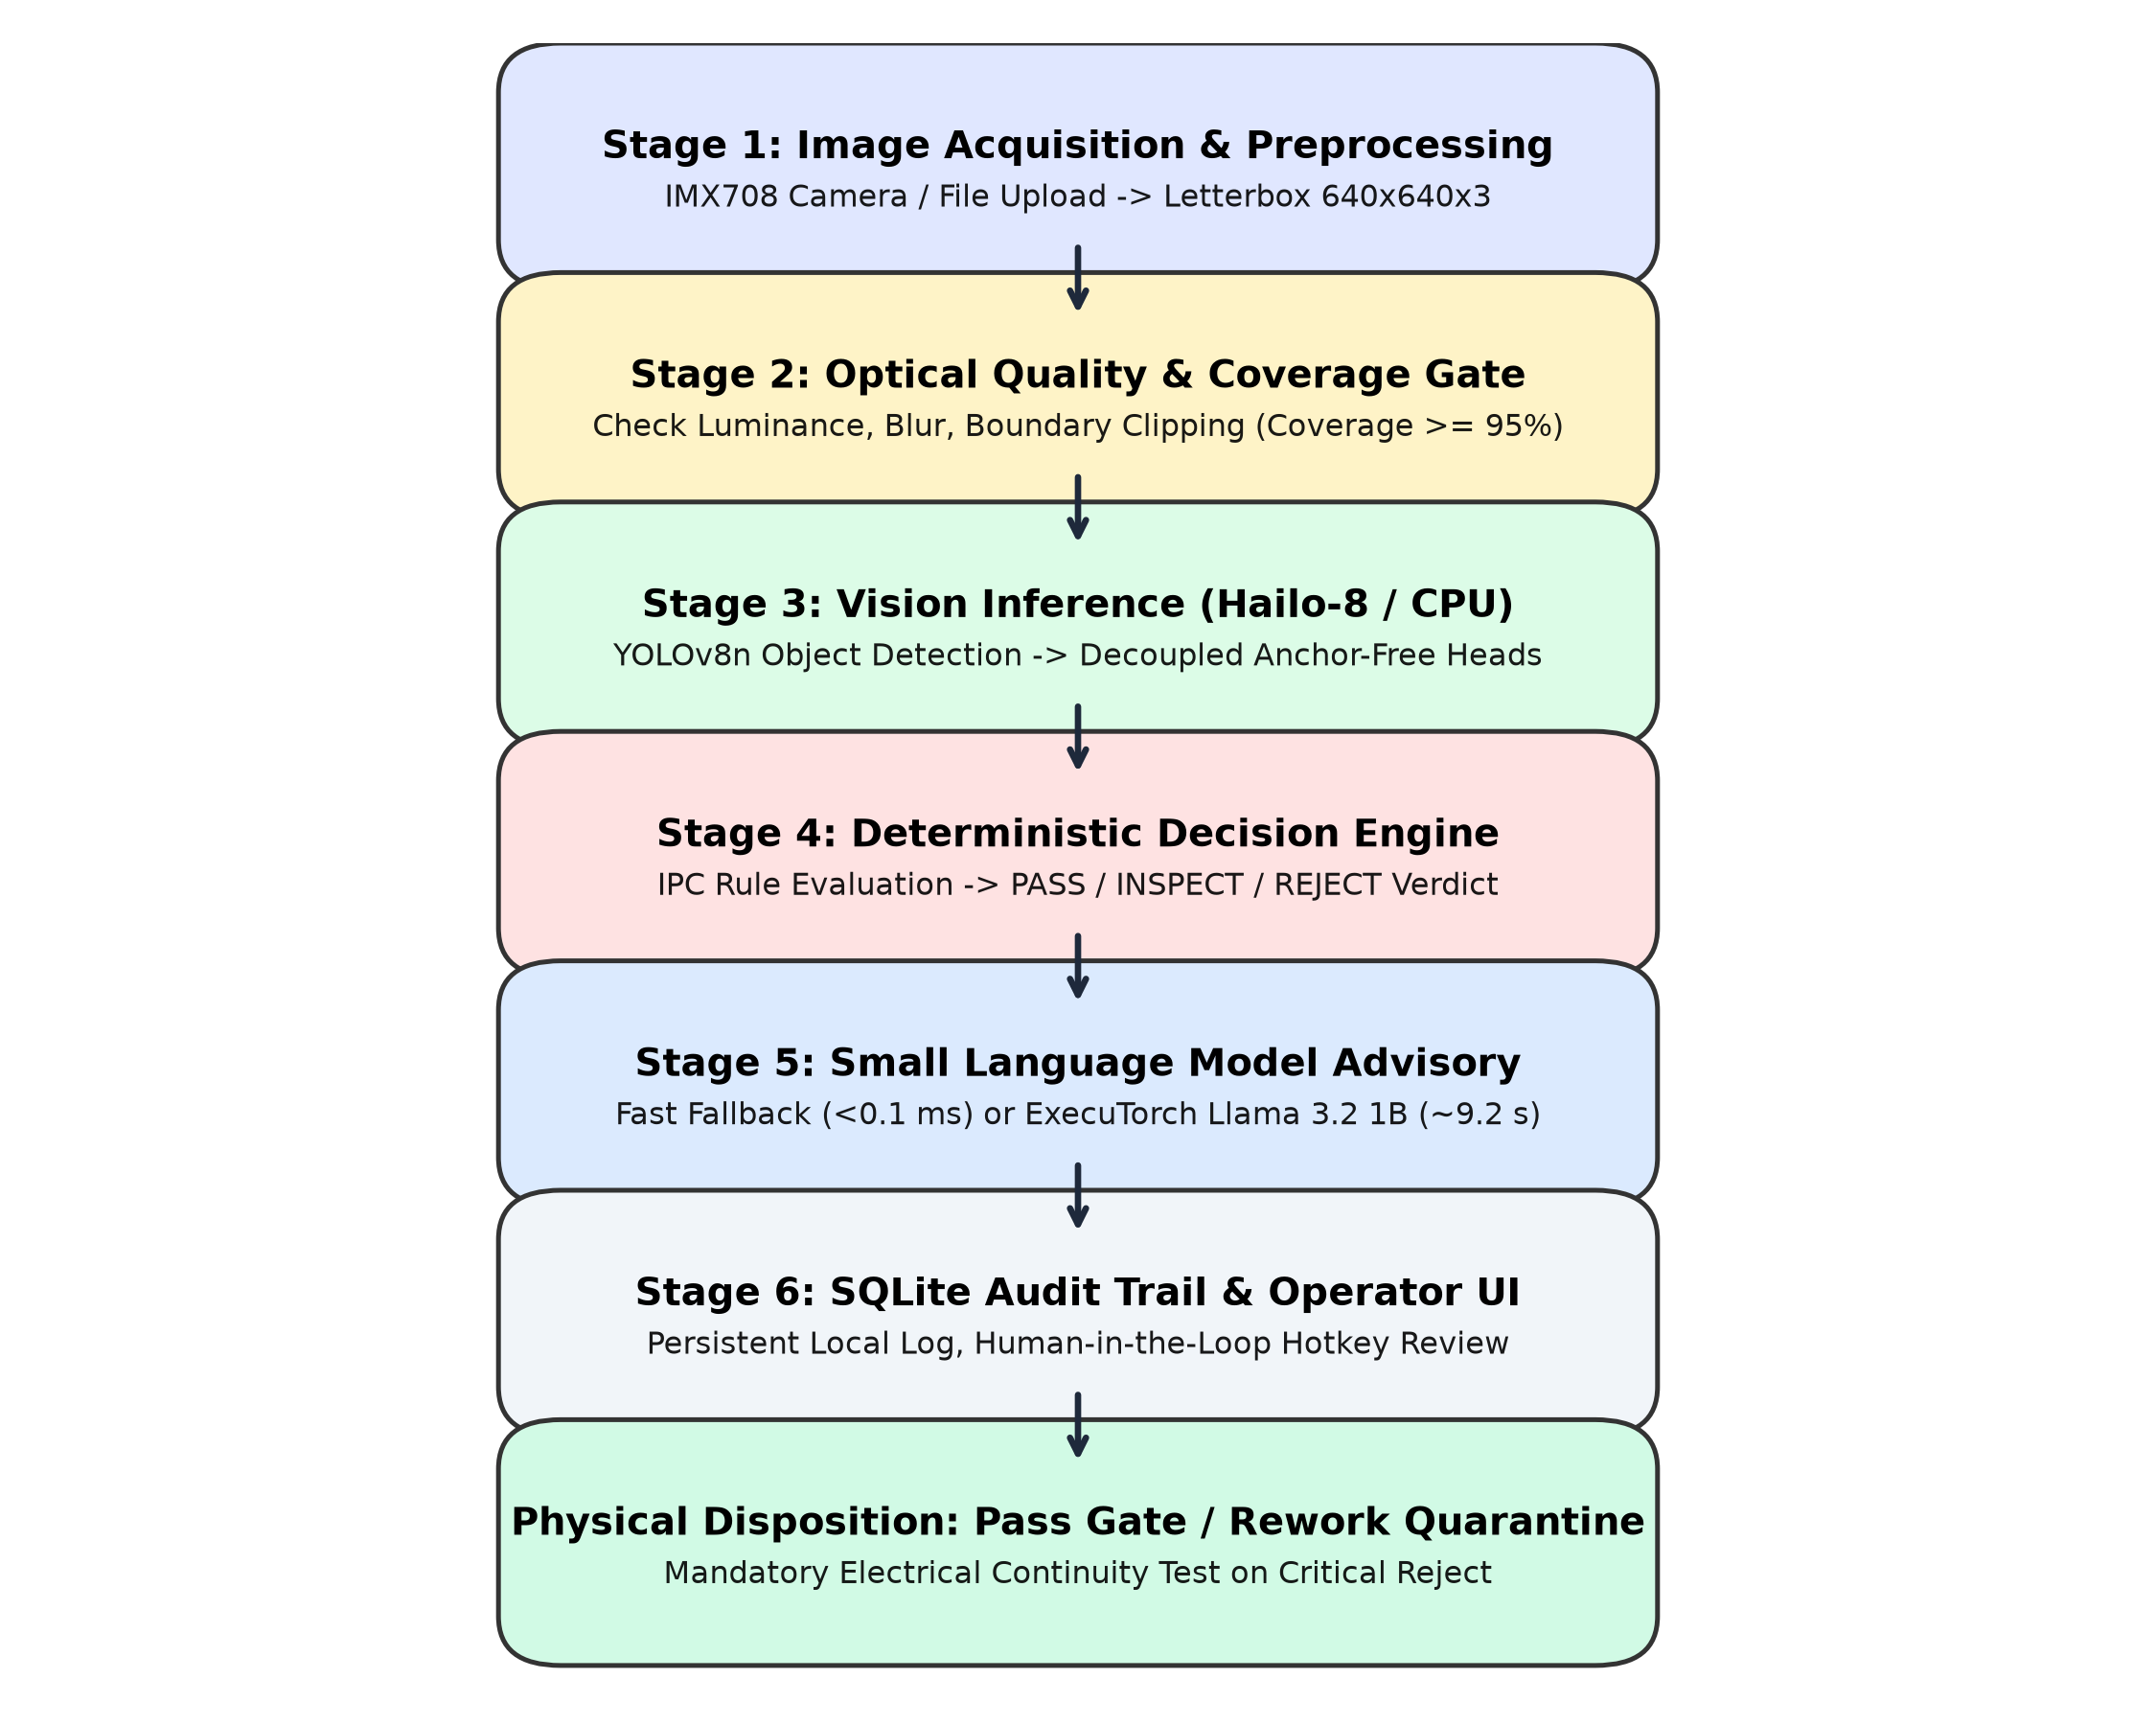 Stage 1: Image Acquisition & Preprocessing
IMX708 Camera / File Upload -> Letterbox 640x640x3
Stage 2: Optical Quality & Coverage Gate
Check Luminance, Blur, Boundary Clipping (Coverage >= 95%)
Stage 3: Vision Inference (Hailo-8 / CPU)
YOLOv8n Object Detection -> Decoupled Anchor-Free Heads
Stage 4: Deterministic Decision Engine
IPC Rule Evaluation -> PASS / INSPECT / REJECT Verdict
Stage 5: Small Language Model Advisory
Fast Fallback (<0.1 ms) or ExecuTorch Llama 3.2 1B (~9.2 s)
Stage 6: SQLite Audit Trail & Operator UI
Persistent Local Log, Human-in-the-Loop Hotkey Review
Physical Disposition: Pass Gate / Rework Quarantine
Mandatory Electrical Continuity Test on Critical Reject